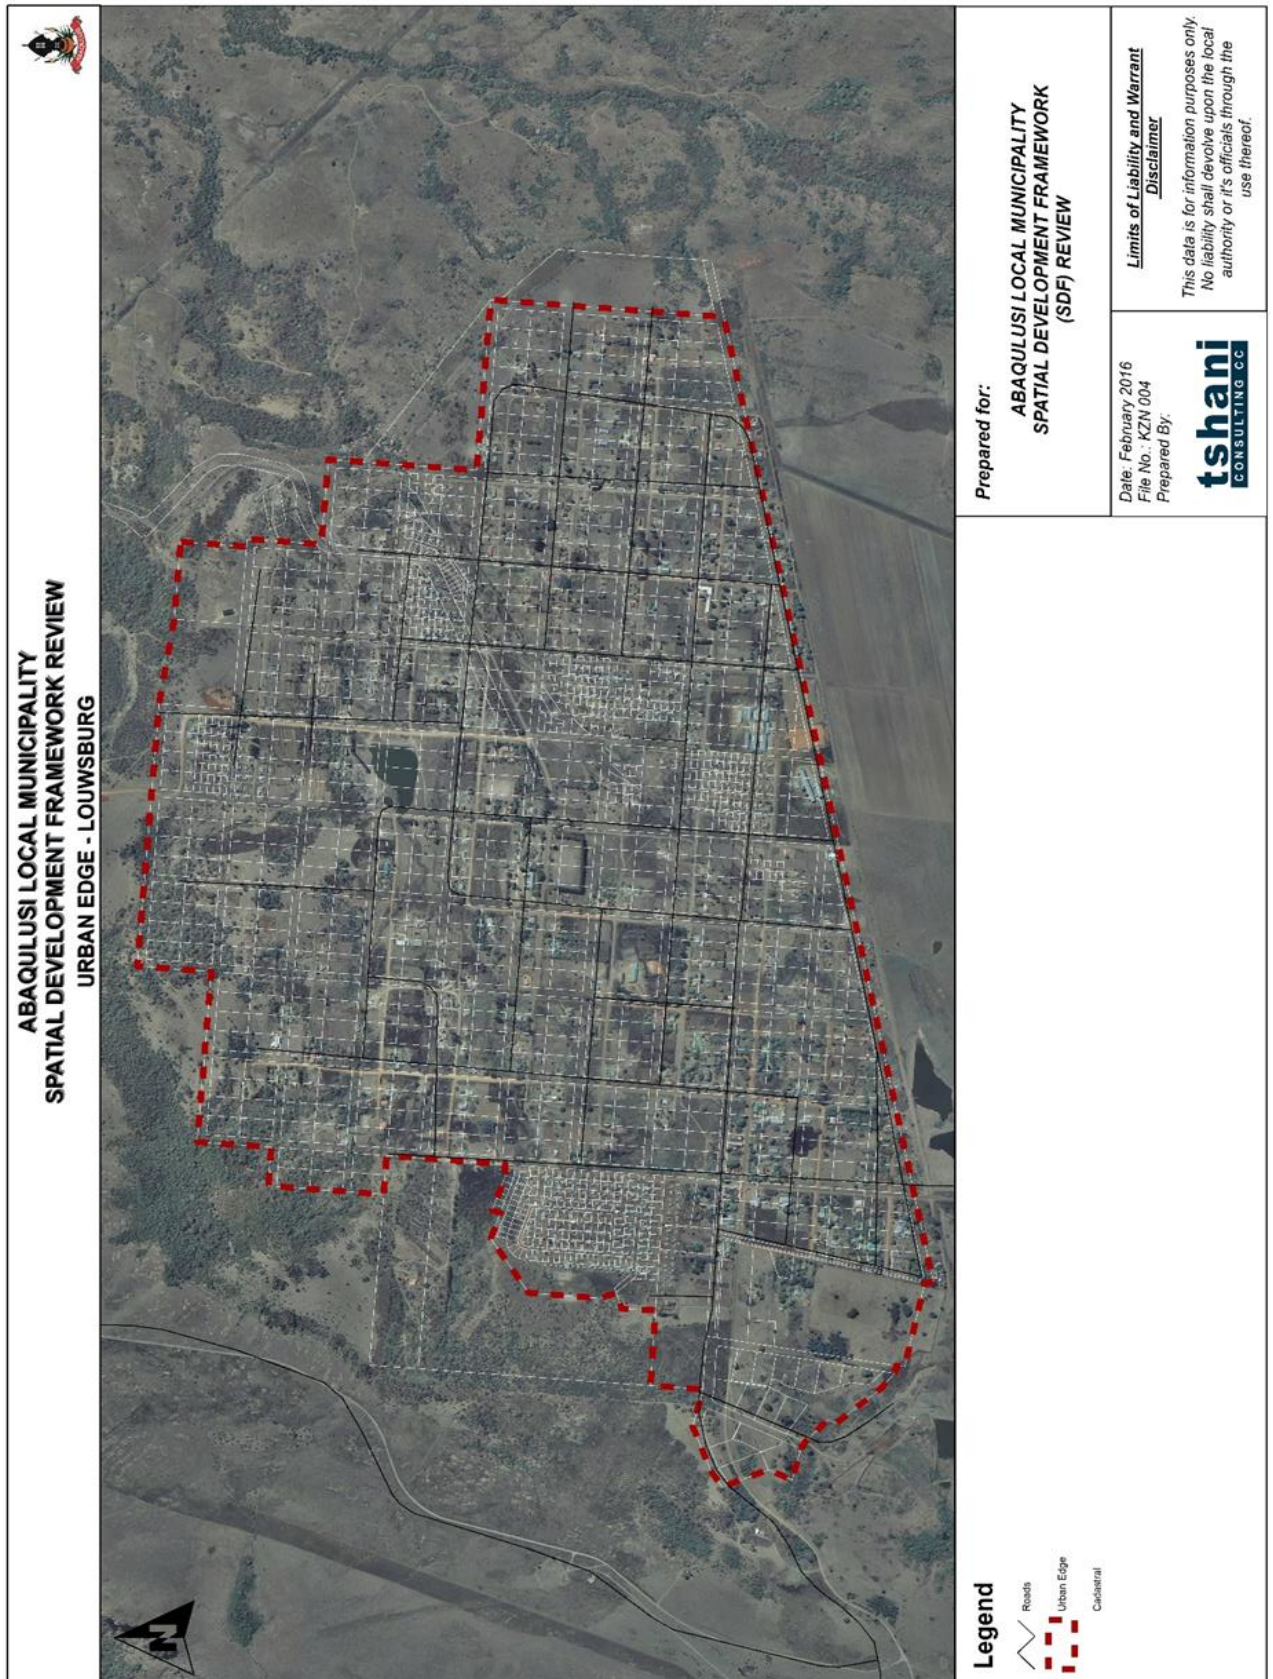 ABAQULUSI LOCAL MUNICIPALITY
SPATIAL DEVELOPMENT FRAMEWORK REVIEW
URBAN EDGE - LOUWSBURG
N
Legend
Roads
Urban Edge
Cadastral
Prepared for:
ABAQULUSI LOCAL MUNICIPALITY
SPATIAL DEVELOPMENT FRAMEWORK
(SDF) REVIEW
Date: February 2016
File No.: KZN 004
Prepared By:
tshani
CONSULTING CC
Limits of Liability and Warrant
Disclaimer
This data is for information purposes only.
No liability shall devolve upon the local
authority or it's officials through the
use thereof.